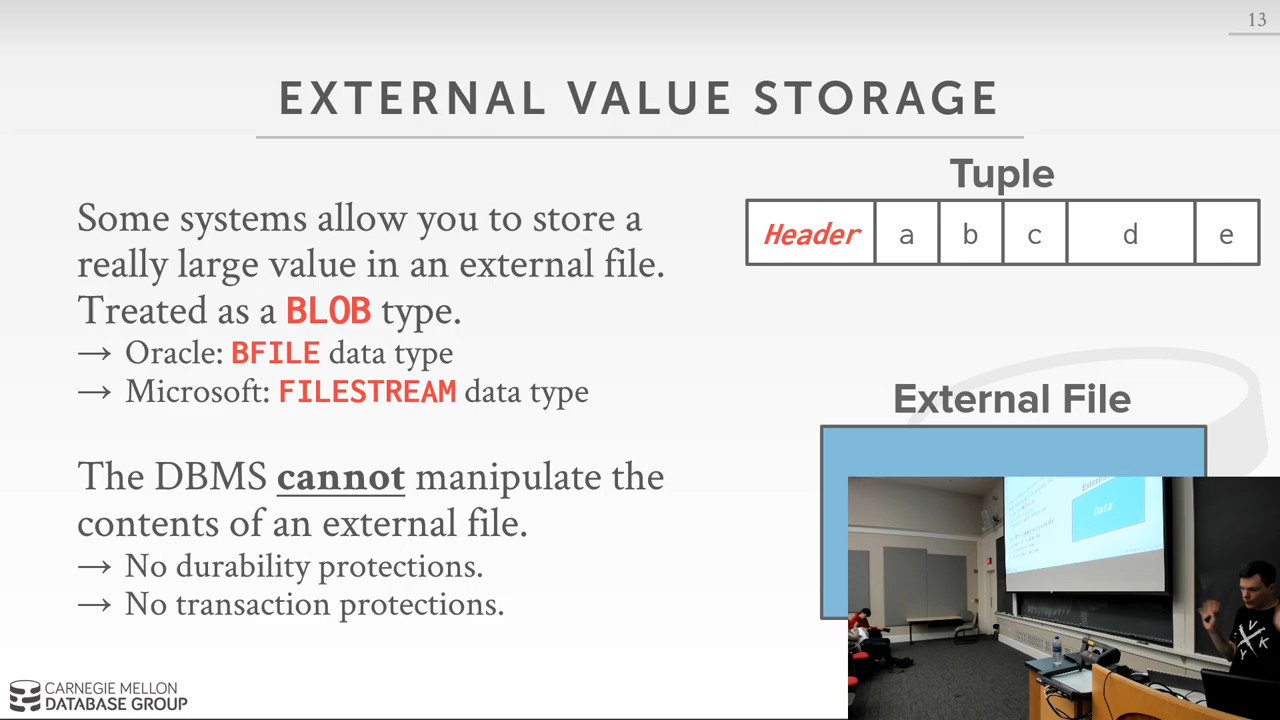 13
EXTERNAL VALUE STORAGE
Some systems allow you to store a
really large value in an external file.
Treated as a BLOB type.
→ Oracle: BFILE data type
→ Microsoft: FILESTREAM data type
The DBMS cannot manipulate the
contents of an external file.
→ No durability protections.
→ No transaction protections.
Tuple
Header a b c d e
External File
Data
CARNEGIE MELLON
DATABASE GROUP